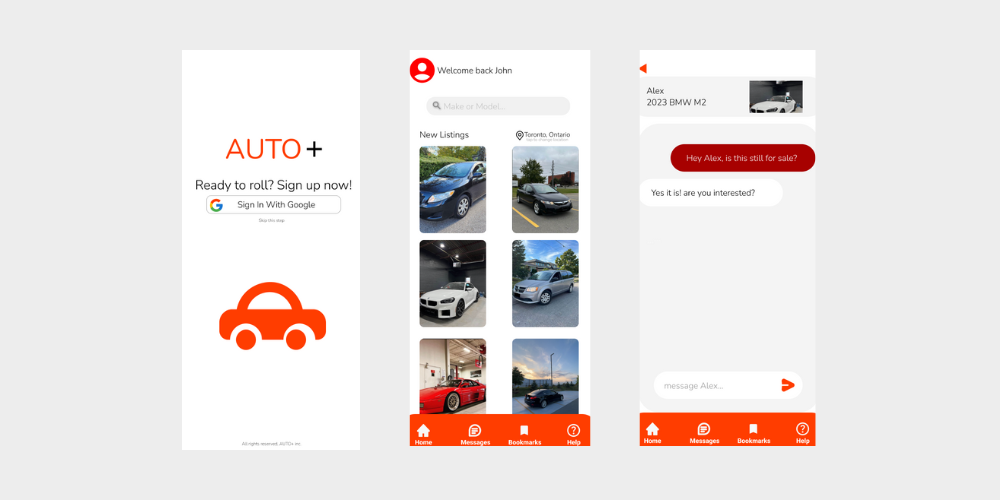 AUTO +
Ready to roll? Sign up now!
Sign In With Google
Skip this step
All rights reserved. AUTO+ inc.
Welcome back John
Make or Model...
New Listings
Toronto, Ontario
Home
Messages
Bookmarks
Help
Alex
2023 BMW M2
Hey Alex, is this still for sale?
Yes it is! are you interested?
message Alex...
Home
Messages
Bookmarks
Help